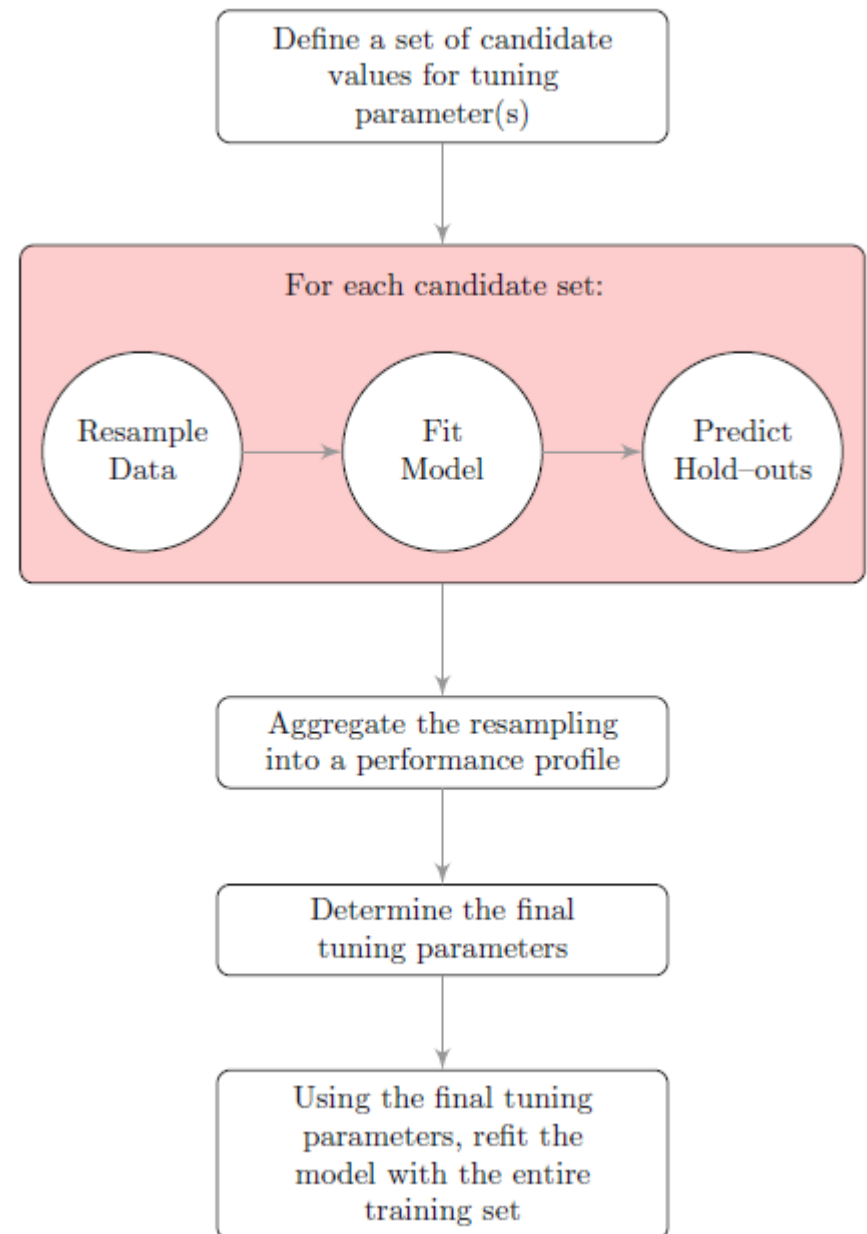 Define a set of candidate
values for tuning
parameter(s)
For each candidate set:
Resample
Data
Fit
Model
Predict
Hold–outs
Aggregate the resampling
into a performance profile
Determine the final
tuning parameters
Using the final tuning
parameters, refit the
model with the entire
training set